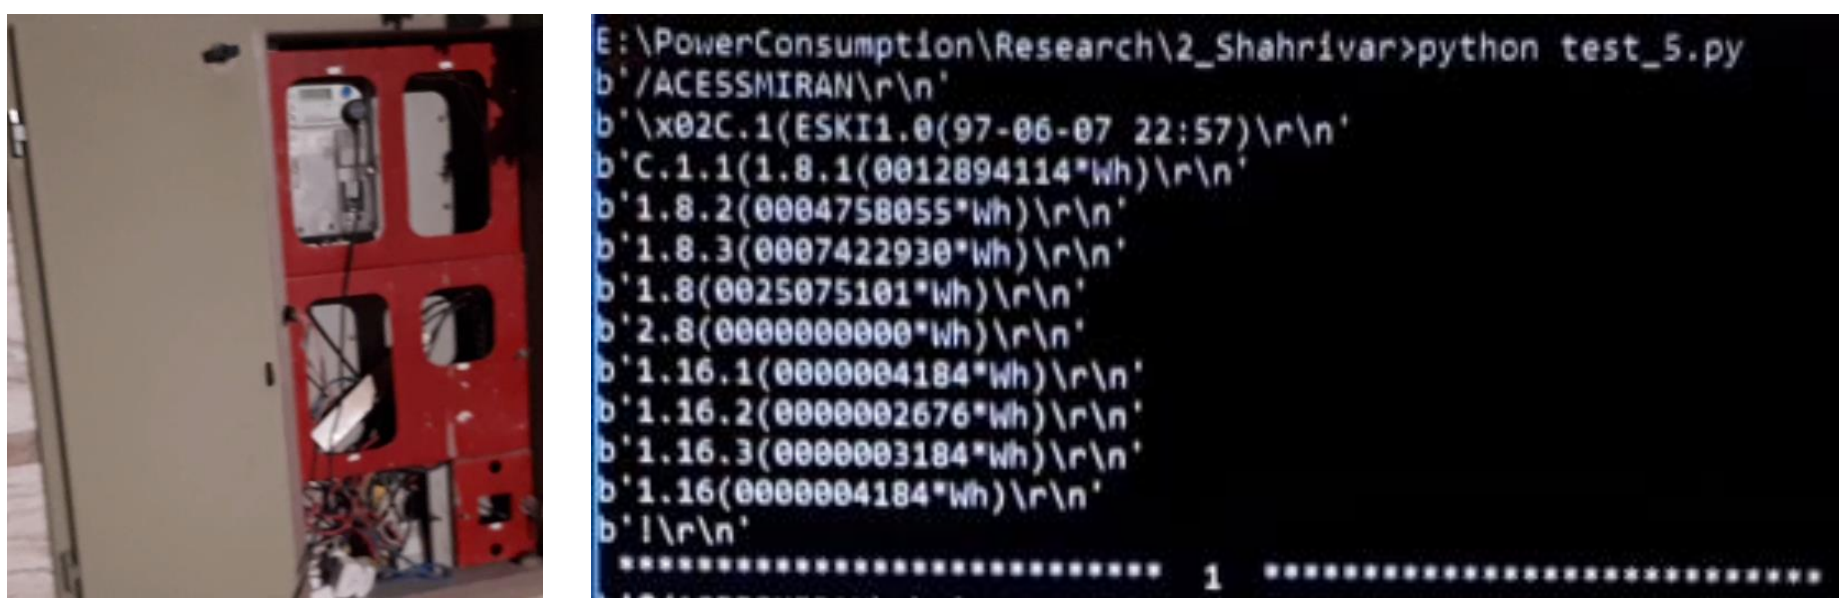 E:\PowerConsumption\Research\2_Shahrivar>python test_5.py
b'/ACESSMIRAN\r\n'
b'\x02C.1(ESKI1.0(97-06-07 22:57)\r\n'
b'C.1.1(1.8.1(0012894114*Wh)\r\n'
b'1.8.2(0004758055*Wh)\r\n'
b'1.8.3(0007422930*Wh)\r\n'
b'1.8(0025075101*Wh)\r\n'
b'2.8(0000000000*Wh)\r\n'
b'1.16.1(0000004184*Wh)\r\n'
b'1.16.2(0000002676*Wh)\r\n'
b'1.16.3(0000003184*Wh)\r\n'
b'1.16(0000004184*Wh)\r\n'
b'!\r\n'
**************************** 1 *****************************